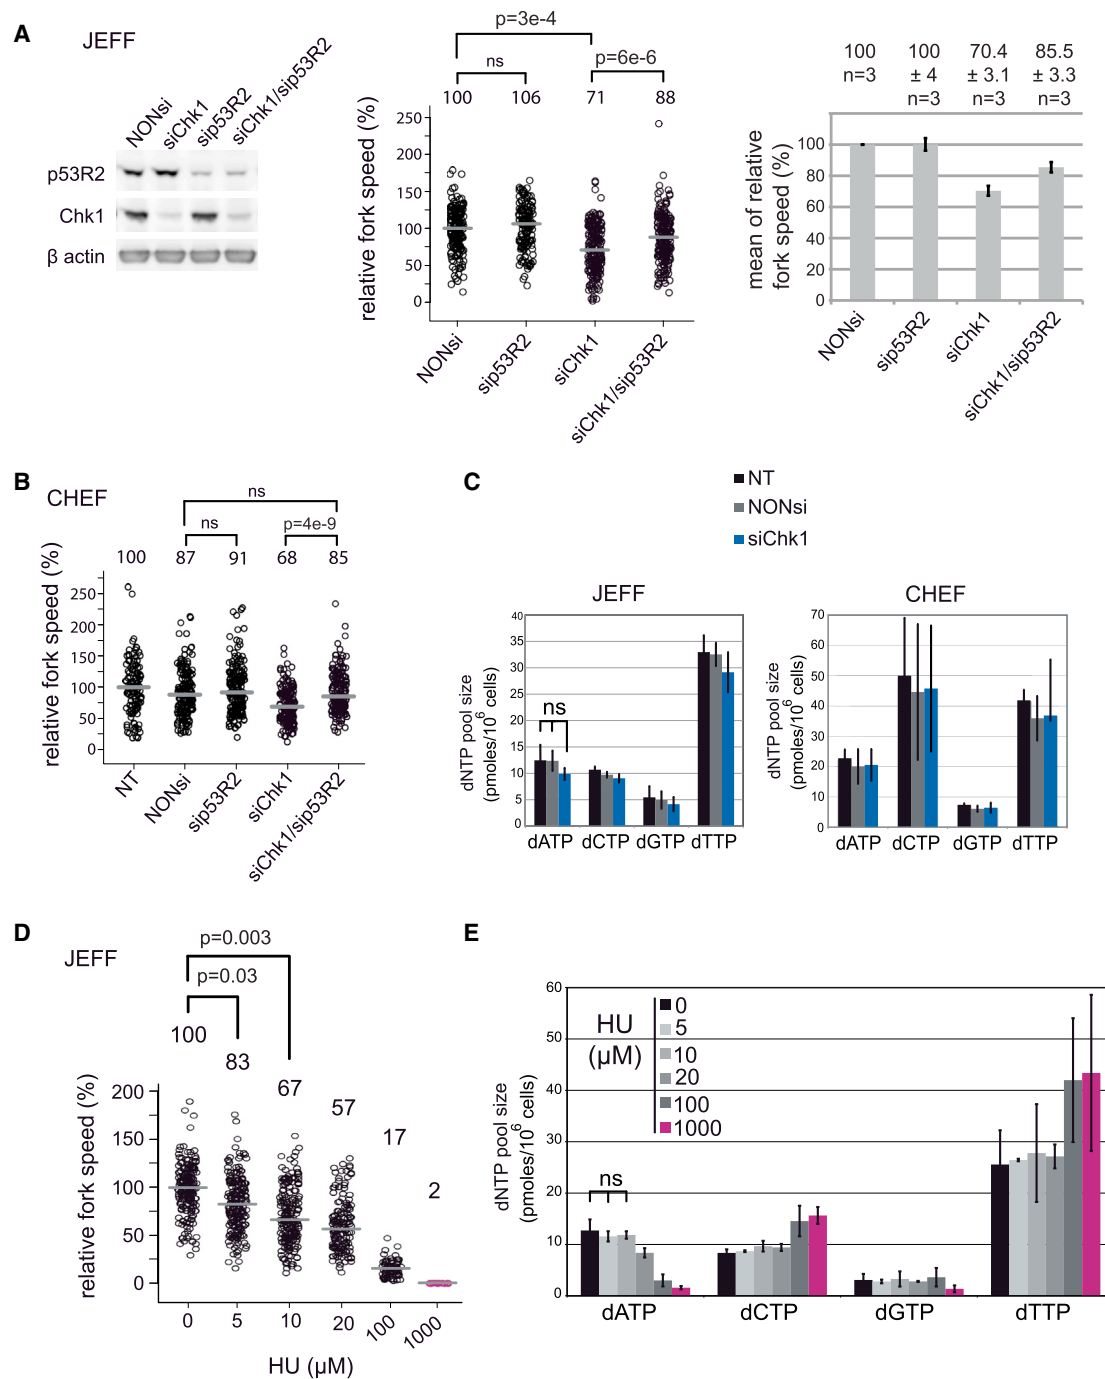 A
JEFF
NONsi
siChk1
sip53R2
siChk1/sip53R2
p53R2
Chk1
β actin
p=3e-4
ns
p=6e-6
100
106
71
88
relative fork speed (%)
250
200
150
100
50
0
NONsi
sip53R2
siChk1
siChk1/sip53R2
100
n=3
100
± 4
n=3
70.4
± 3.1
n=3
85.5
± 3.3
n=3
mean of relative
fork speed (%)
100
80
60
40
20
0
NONsi
sip53R2
siChk1
siChk1/sip53R2
B
CHEF
ns
ns
p=4e-9
100
87
91
68
85
relative fork speed (%)
250
200
150
100
50
0
NT
NONsi
sip53R2
siChk1
siChk1/sip53R2
C
NT
NONsi
siChk1
JEFF
dNTP pool size
(pmoles/10⁶ cells)
40
35
30
25
20
15
10
5
0
ns
dATP
dCTP
dGTP
dTTP
CHEF
dNTP pool size
(pmoles/10⁶ cells)
70
60
50
40
30
20
10
0
dATP
dCTP
dGTP
dTTP
D
JEFF
p=0.003
p=0.03
100
83
67
57
17
2
relative fork speed (%)
200
150
100
50
0
0
5
10
20
100
1000
HU (µM)
E
dNTP pool size
(pmoles/10⁶ cells)
60
50
40
30
20
10
0
HU
(µM)
0
5
10
20
100
1000
ns
dATP
dCTP
dGTP
dTTP